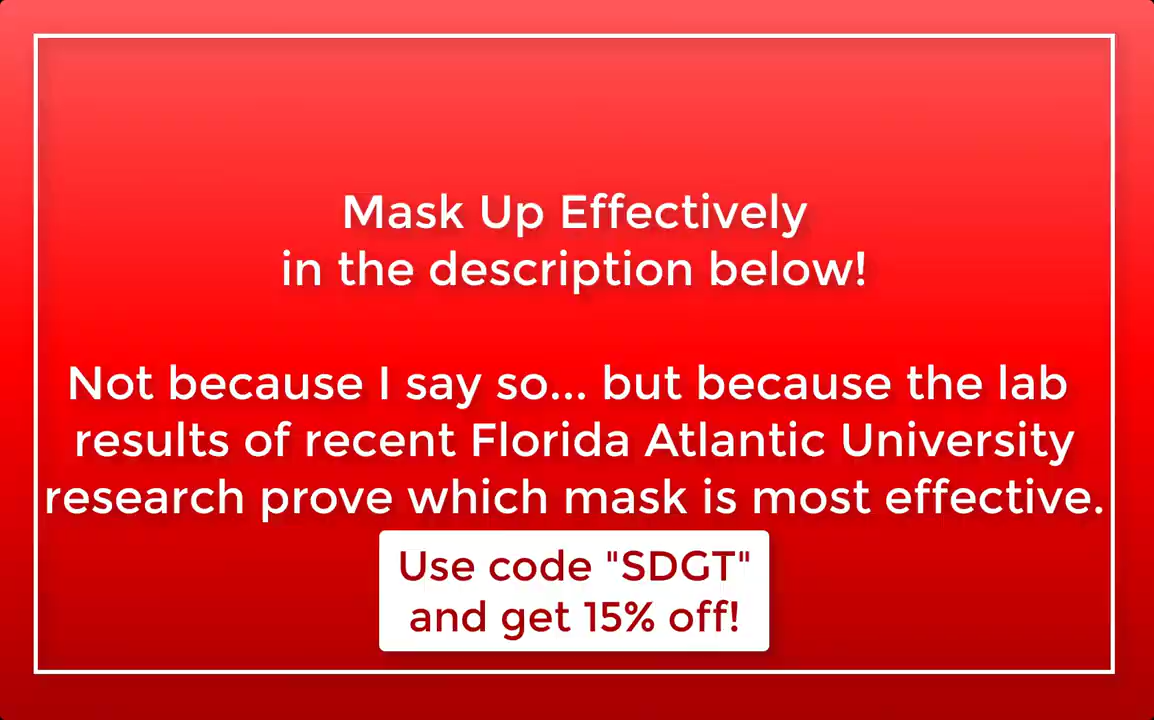 Mask Up Effectively
in the description below!
Not because I say so... but because the lab
results of recent Florida Atlantic University
research prove which mask is most effective.
Use code "SDGT"
and get 15% off!